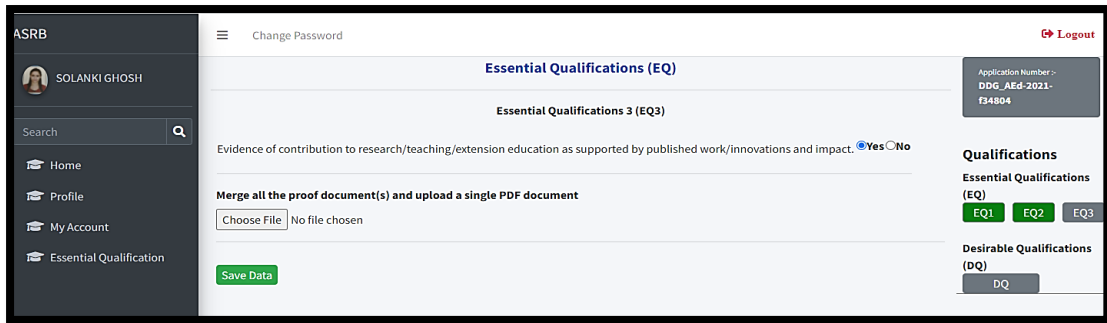 ASRB
SOLANKI GHOSH
Search
Home
Profile
My Account
Essential Qualification
Change Password
Logout
Essential Qualifications (EQ)
Essential Qualifications 3 (EQ3)
Evidence of contribution to research/teaching/extension education as supported by published work/innovations and impact. Yes No
Merge all the proof document(s) and upload a single PDF document
Choose File No file chosen
Save Data
Application Number :-
DDG_AEd-2021-
f34804
Qualifications
Essential Qualifications
(EQ)
EQ1 EQ2 EQ3
Desirable Qualifications
(DQ)
DQ